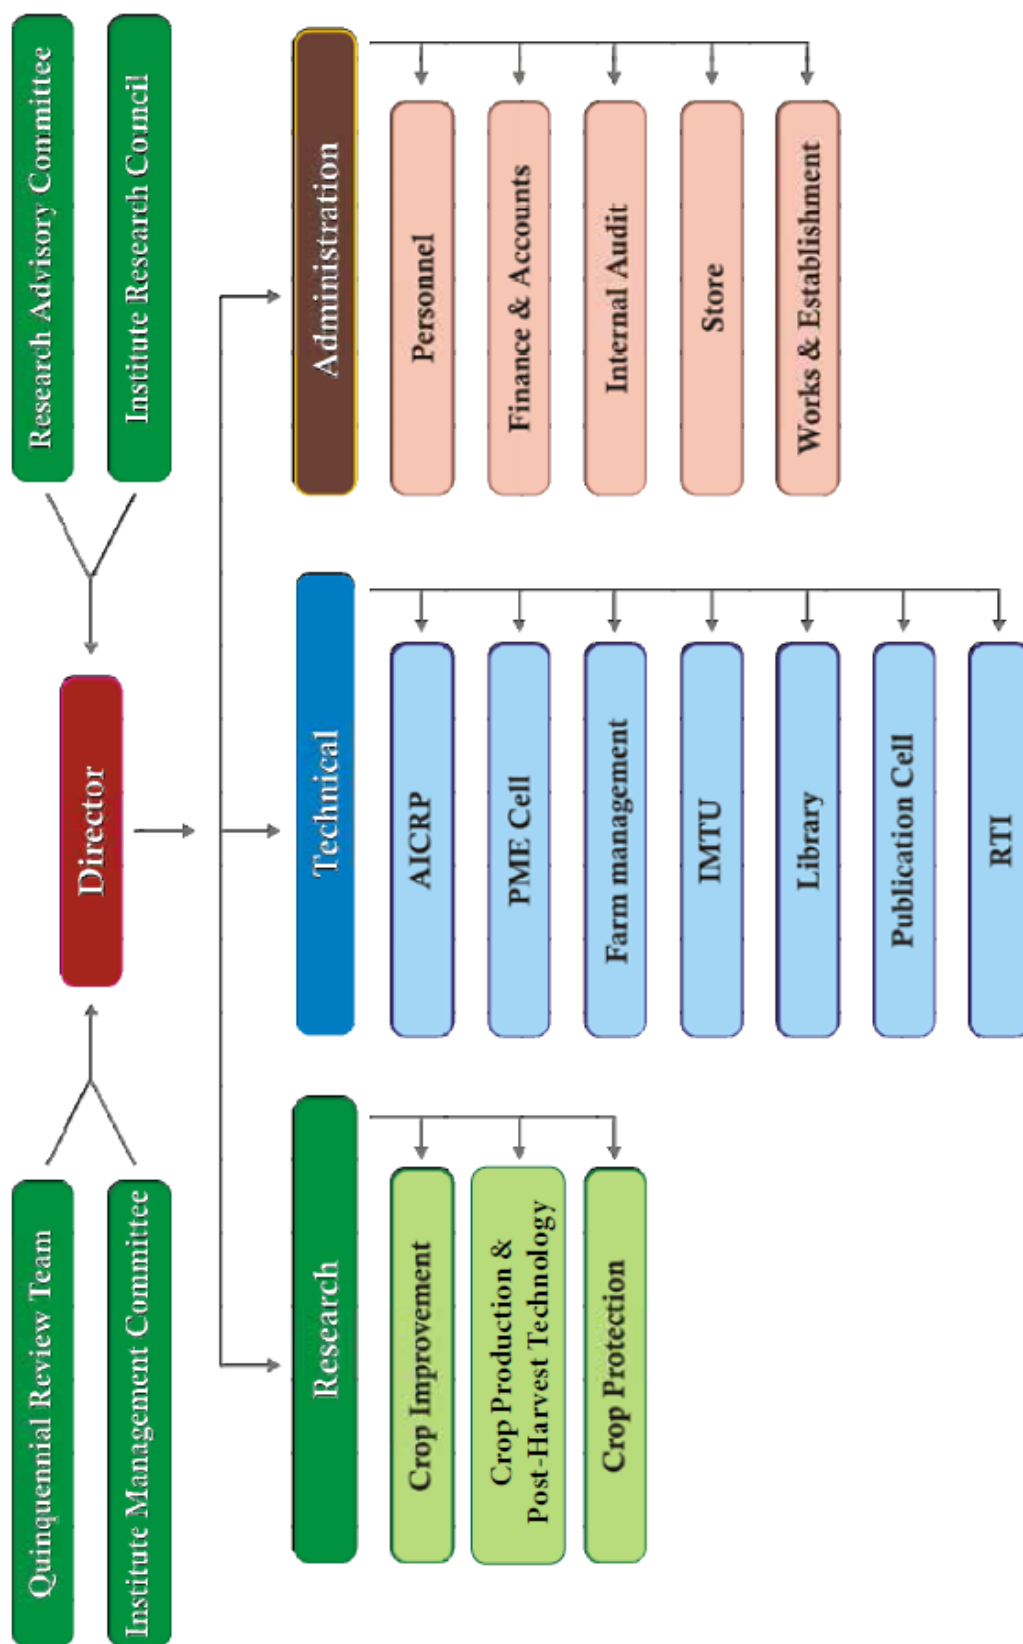 Quinquennial Review Team
Institute Management Committee
Director
Research Advisory Committee
Institute Research Council
Research
Crop Improvement
Crop Production &
Post-Harvest Technology
Crop Protection
Technical
AICRP
PME Cell
Farm management
IMTU
Library
Publication Cell
RTI
Administration
Personnel
Finance & Accounts
Internal Audit
Store
Works & Establishment